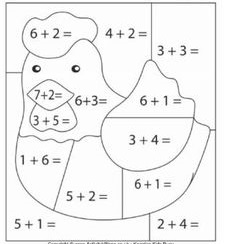 6 + 2 =
4 + 2 =
3 + 3 =
7+2=
6+3=
6 + 1 =
3 + 5 =
3 + 4 =
1 + 6 =
5 + 2 =
6 + 1 =
5 + 1 =
2 + 4 =